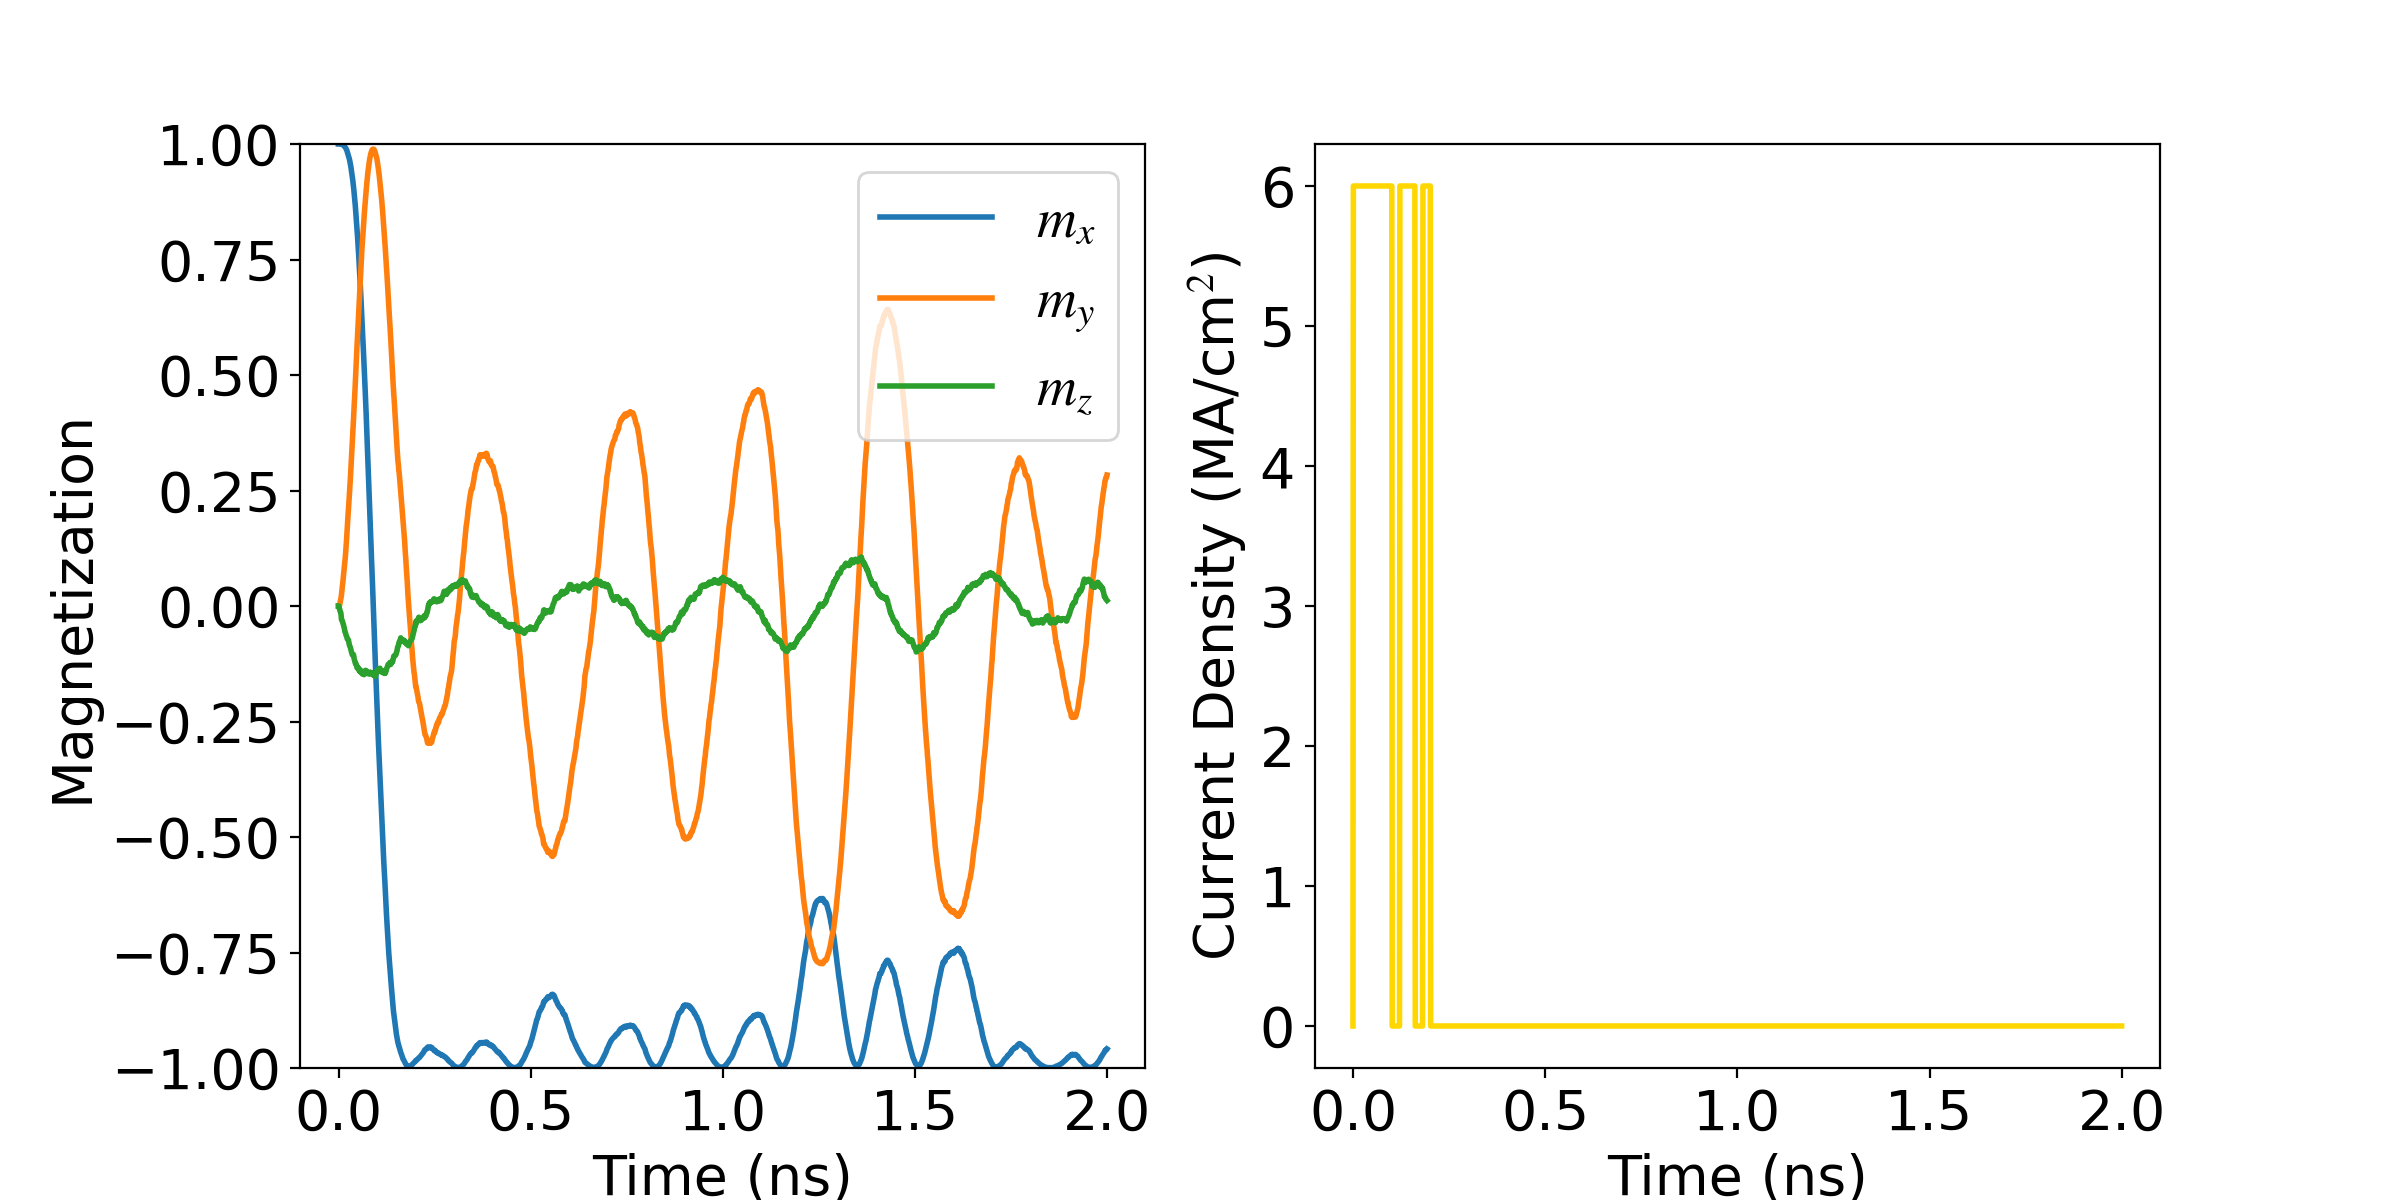 Magnetization
1.00
0.75
0.50
0.25
0.00
−0.25
−0.50
−0.75
−1.00
0.0 0.5 1.0 1.5 2.0
Time (ns)
m_x
m_y
m_z
Current Density (MA/cm²)
6
5
4
3
2
1
0
0.0 0.5 1.0 1.5 2.0
Time (ns)